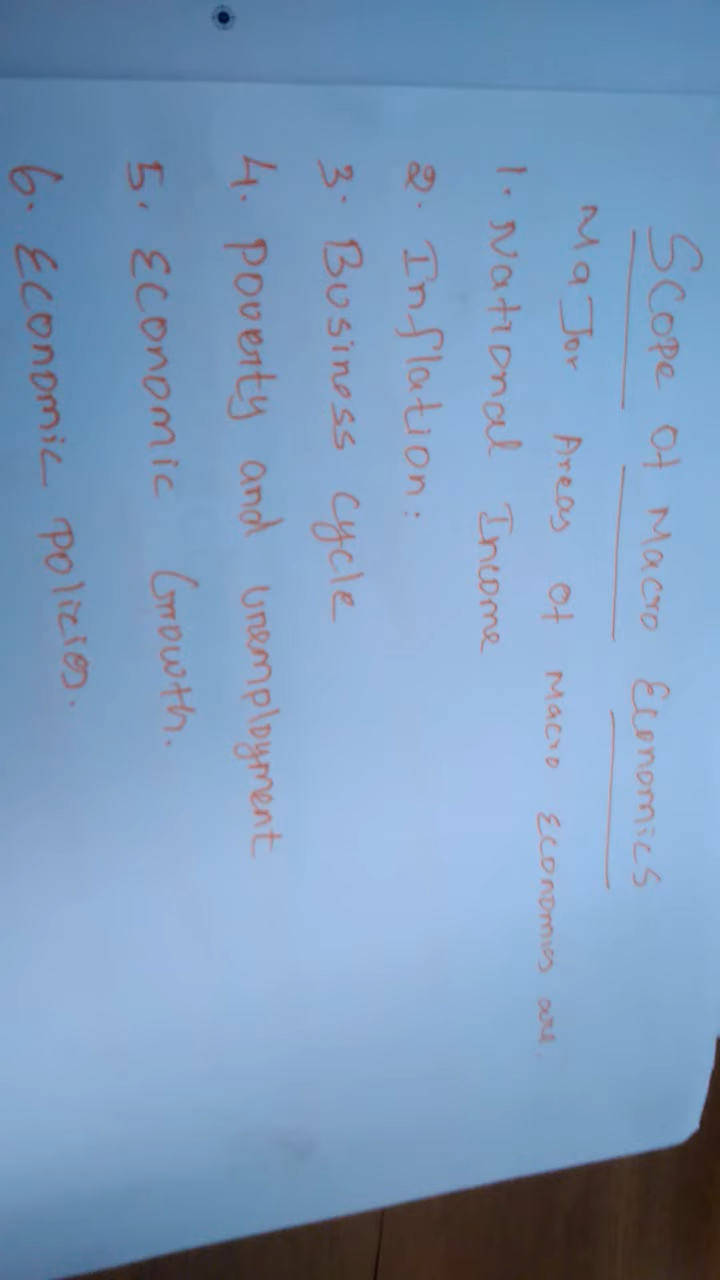 Scope of Macro Economics
Major Areas of Macro Economics are.
1. National Income
2. Inflation:
3. Business cycle
4. Poverty and unemployment
5. Economic Growth.
6. Economic policies.